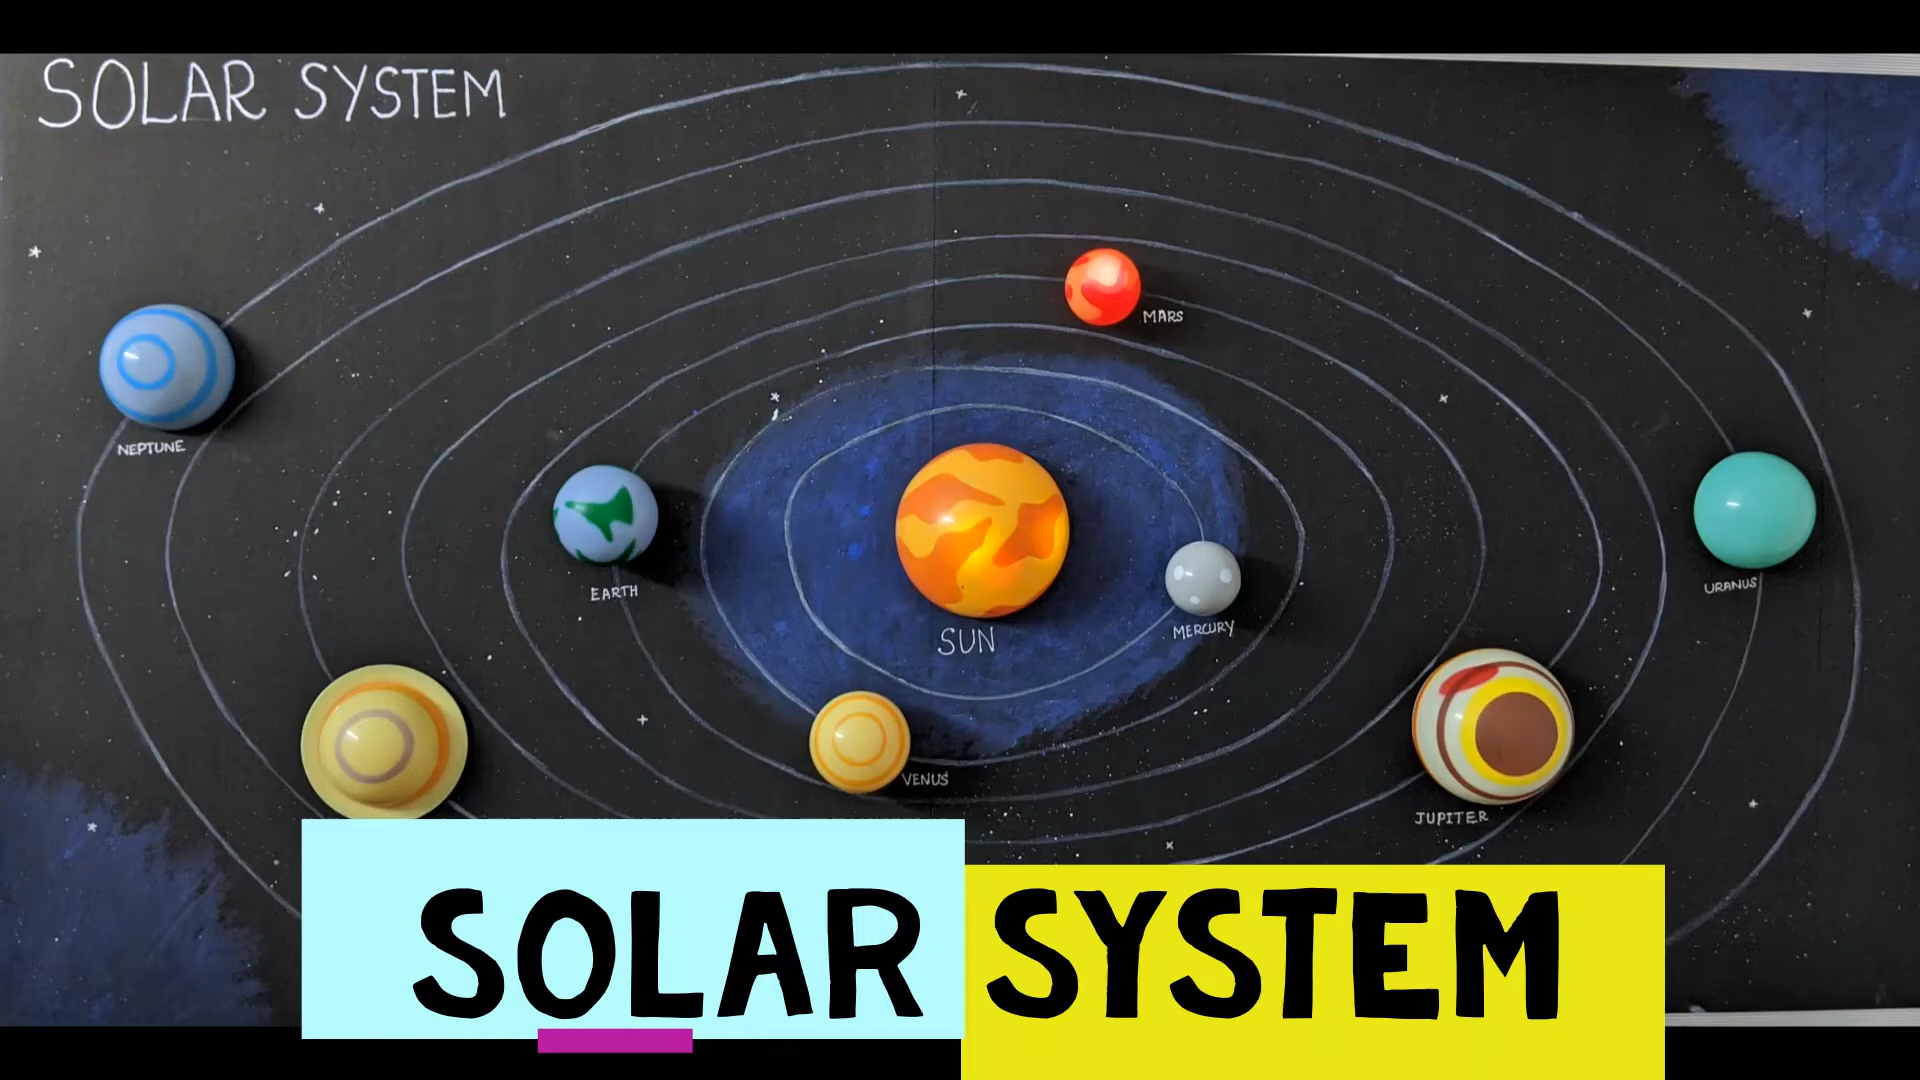 SOLAR SYSTEM
MARS
NEPTUNE
EARTH
URANUS
MERCURY
SUN
VENUS
JUPITER
SOLAR SYSTEM